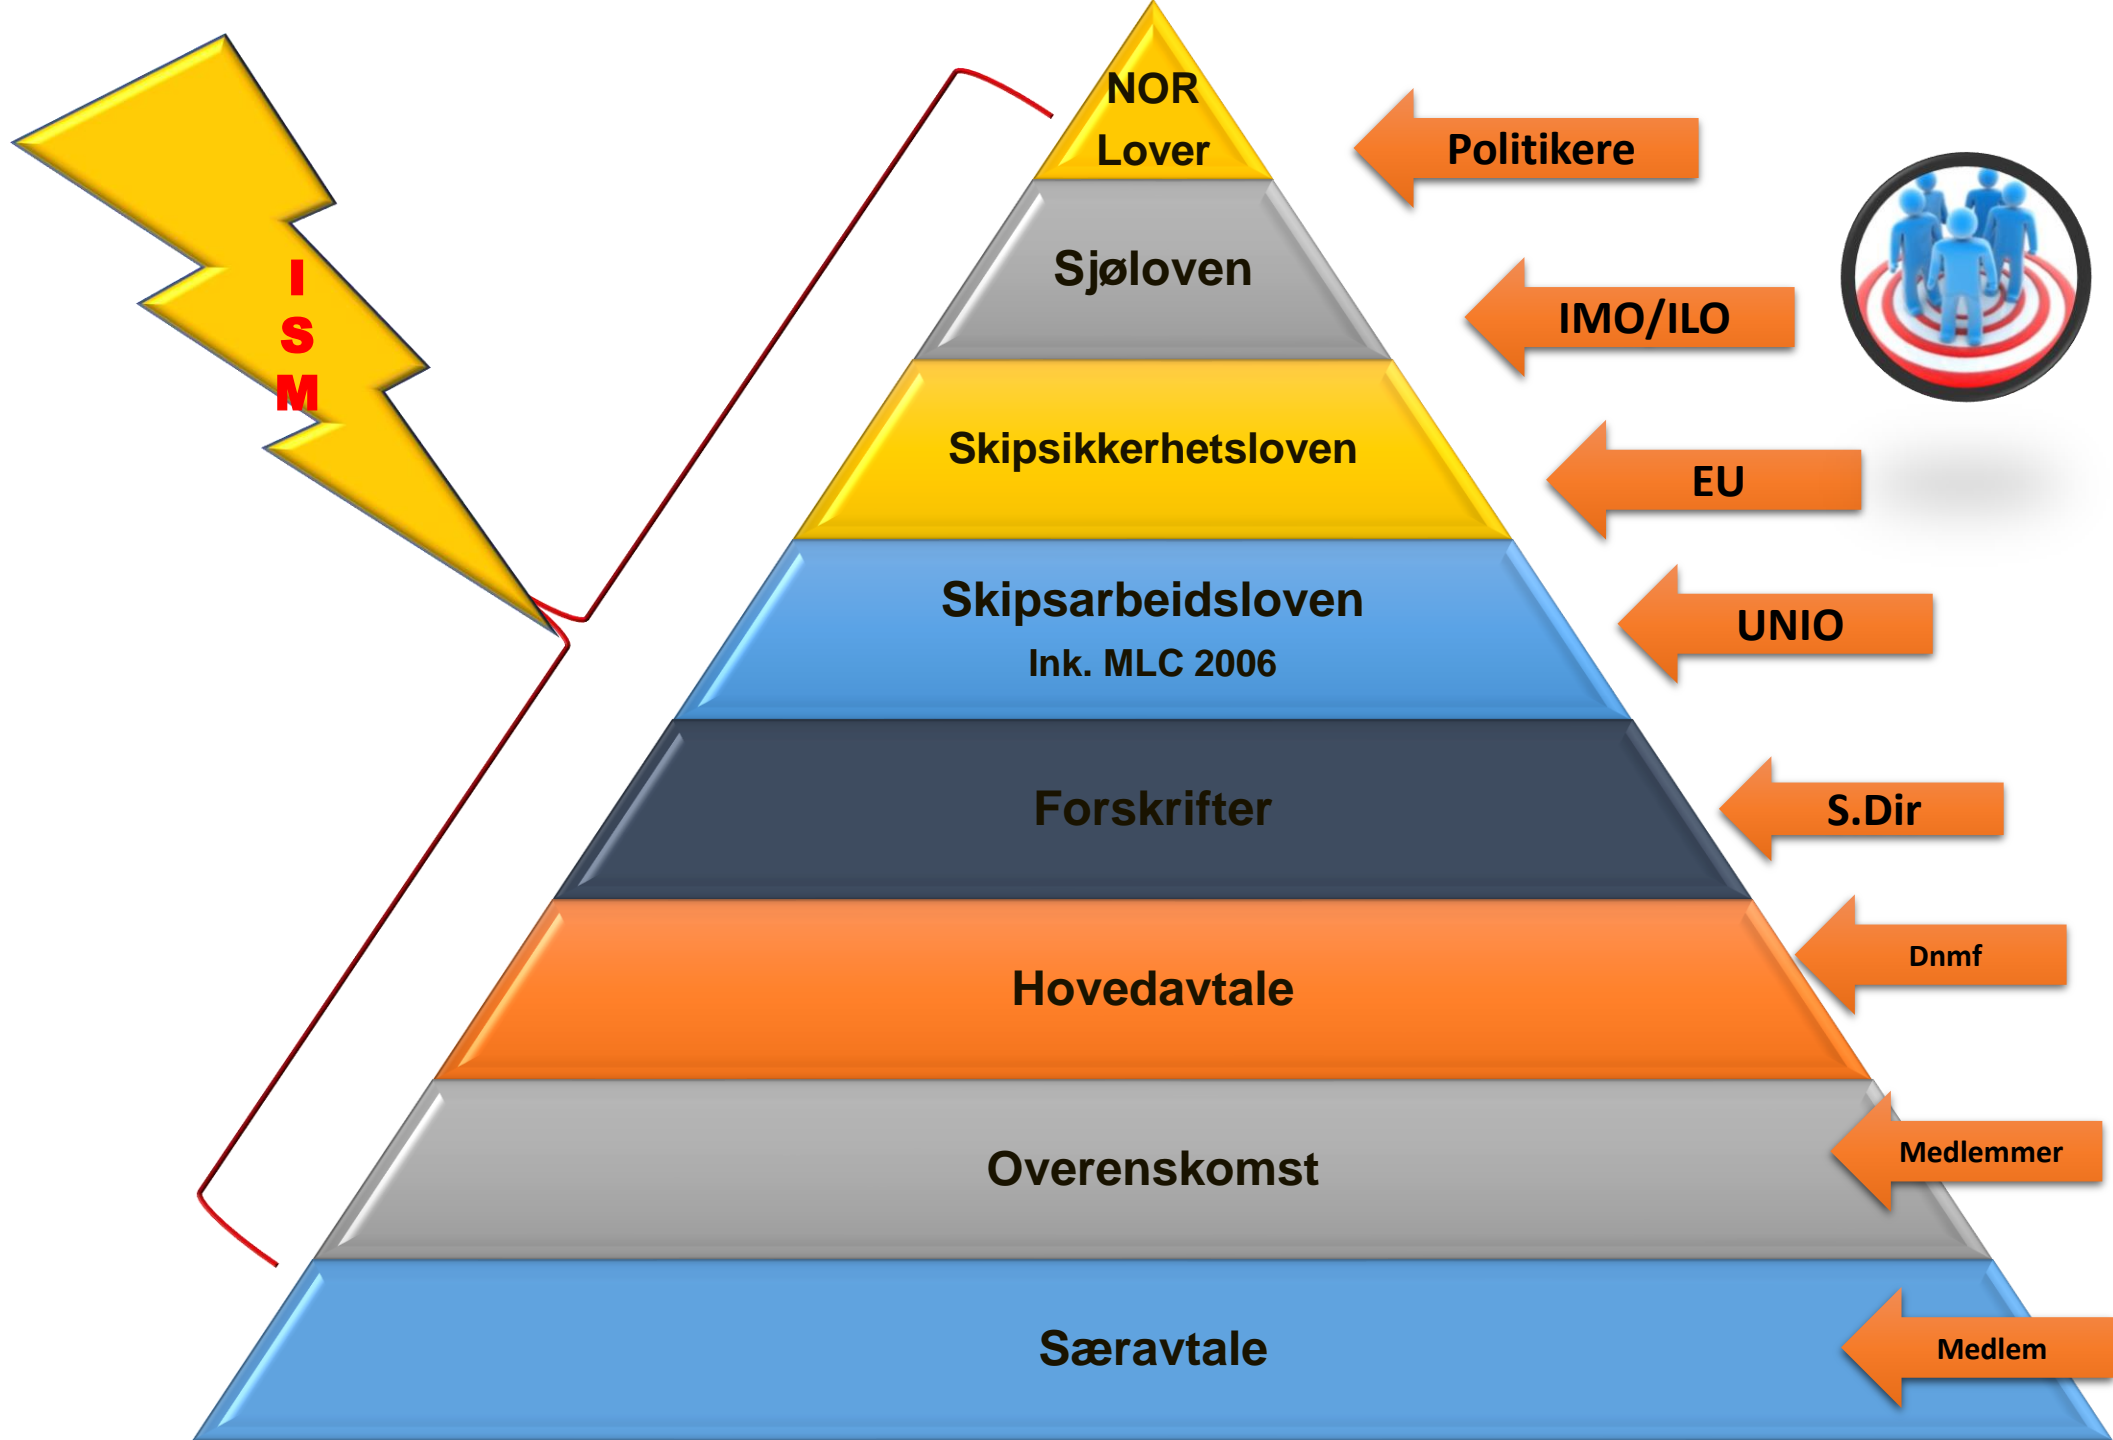 NOR
Lover
Politikere
I
S
M
Sjøloven
IMO/ILO
Skipsikkerhetsloven
EU
Skipsarbeidsloven
Ink. MLC 2006
UNIO
Forskrifter
S.Dir
Hovedavtale
Dnmf
Overenskomst
Medlemmer
Særavtale
Medlem